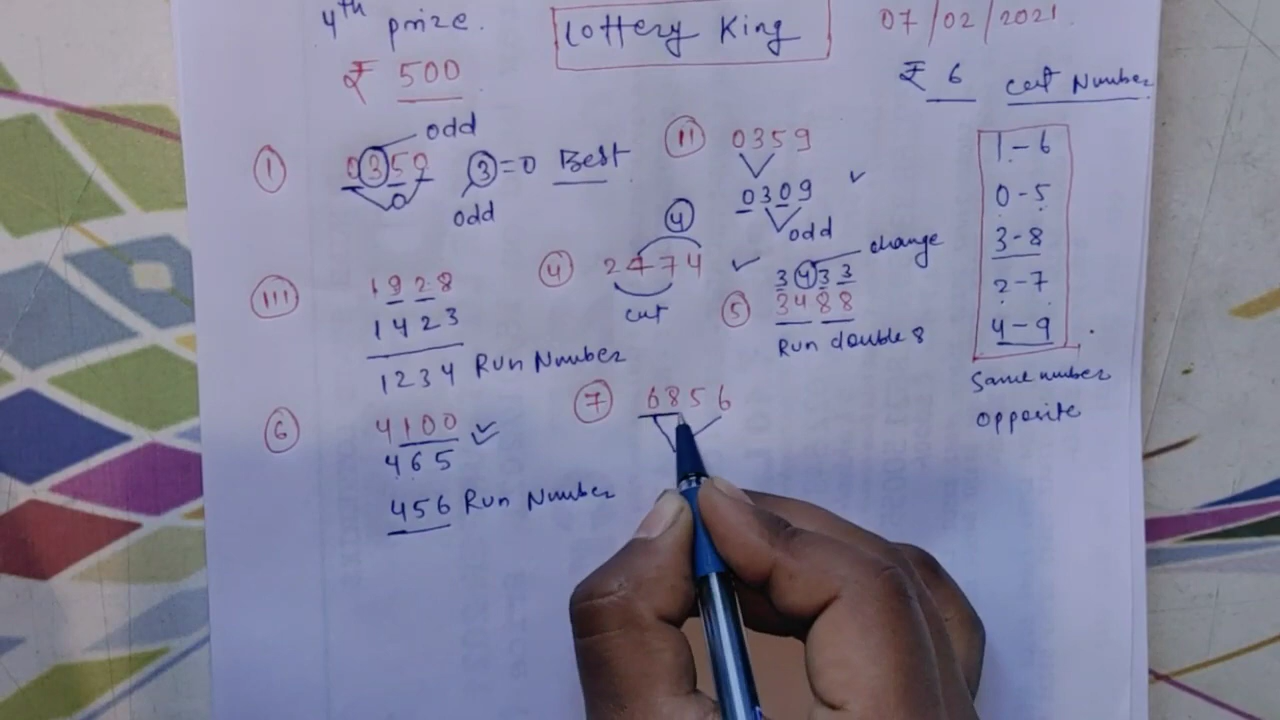 4th prize.
₹ 500
Lottery King
07/02/2021.
₹ 6 cut Number
1 0359 odd
0
3 = 0 Best
odd
11 0359
0309 ✓
odd
111 1928
1423
1234 Run Number
4 2474 ✓
4
cut
5 3433 change
3488
Run double 8
6 4100 ✓
465
456 Run Number
7 6856
1 - 6
0 - 5
3 - 8
2 - 7
4 - 9
Same number
opposite